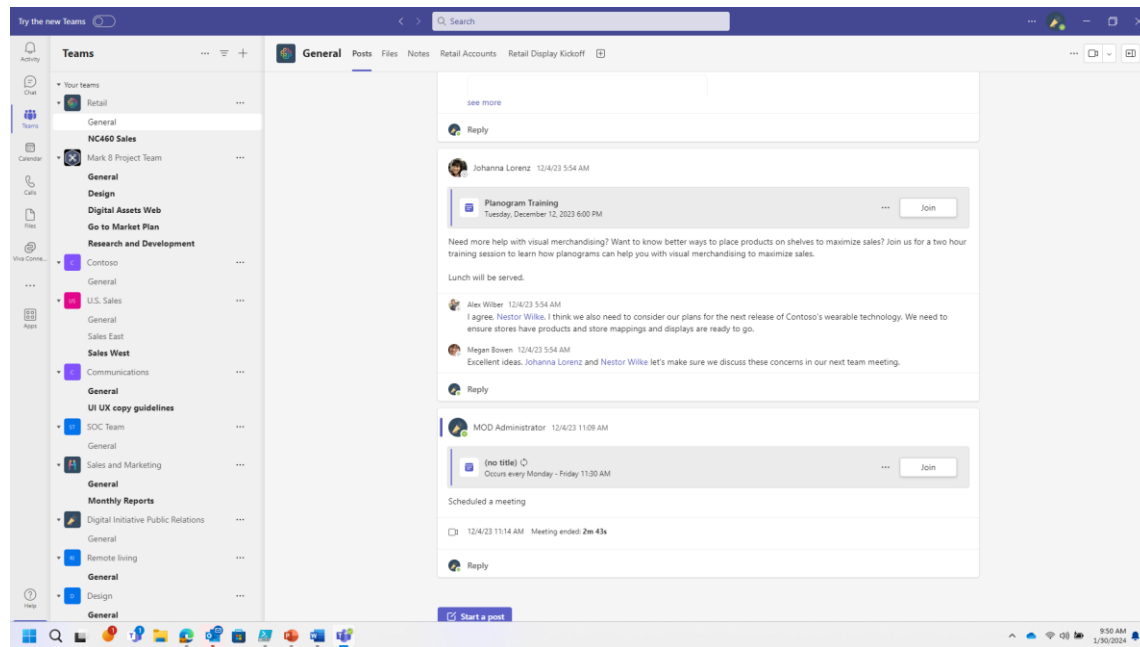 Try the new Teams
Search
Activity
Chat
Teams
Calendar
Calls
Files
Viva Conne...
Apps
Help
Teams
Your teams
Retail
General
NC460 Sales
Mark 8 Project Team
General
Design
Digital Assets Web
Go to Market Plan
Research and Development
C Contoso
General
US U.S. Sales
General
Sales East
Sales West
C Communications
General
UI UX copy guidelines
ST SOC Team
General
Sales and Marketing
General
Monthly Reports
Digital Initiative Public Relations
General
Remote living
General
D Design
General
General Posts Files Notes Retail Accounts Retail Display Kickoff
see more
Reply
Johanna Lorenz 12/4/23 5:54 AM
Planogram Training
Tuesday, December 12, 2023 6:00 PM
Join
Need more help with visual merchandising? Want to know better ways to place products on shelves to maximize sales? Join us for a two hour
training session to learn how planograms can help you with visual merchandising to maximize sales.
Lunch will be served.
Alex Wilber 12/4/23 5:54 AM
I agree, Nestor Wilke. I think we also need to consider our plans for the next release of Contoso's wearable technology. We need to
ensure stores have products and store mappings and displays are ready to go.
Megan Bowen 12/4/23 5:54 AM
Excellent ideas. Johanna Lorenz and Nestor Wilke let's make sure we discuss these concerns in our next team meeting.
Reply
MOD Administrator 12/4/23 11:09 AM
(no title)
Occurs every Monday - Friday 11:30 AM
Join
Scheduled a meeting
12/4/23 11:14 AM Meeting ended: 2m 43s
Reply
Start a post
9:50 AM
1/30/2024